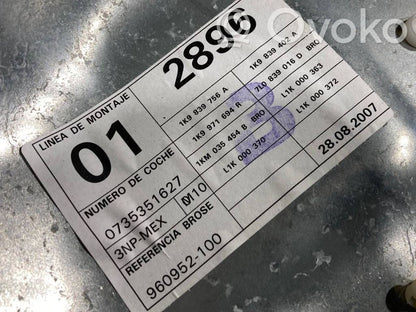 Ovoko
LINEA DE MONTAJE
01
2896
NUMERO DE COCHE
0735351627
3NP-MEX
M10
REFERENCIA BROSE
960952-100
1K9 839 756 A
1K9 839 402 A
1K9 971 694 R
7L0 839 016 D BRO
1KM 035 454 B BRO
L1K 000 363
L1K 000 370
L1K 000 372
28.08.2007
B